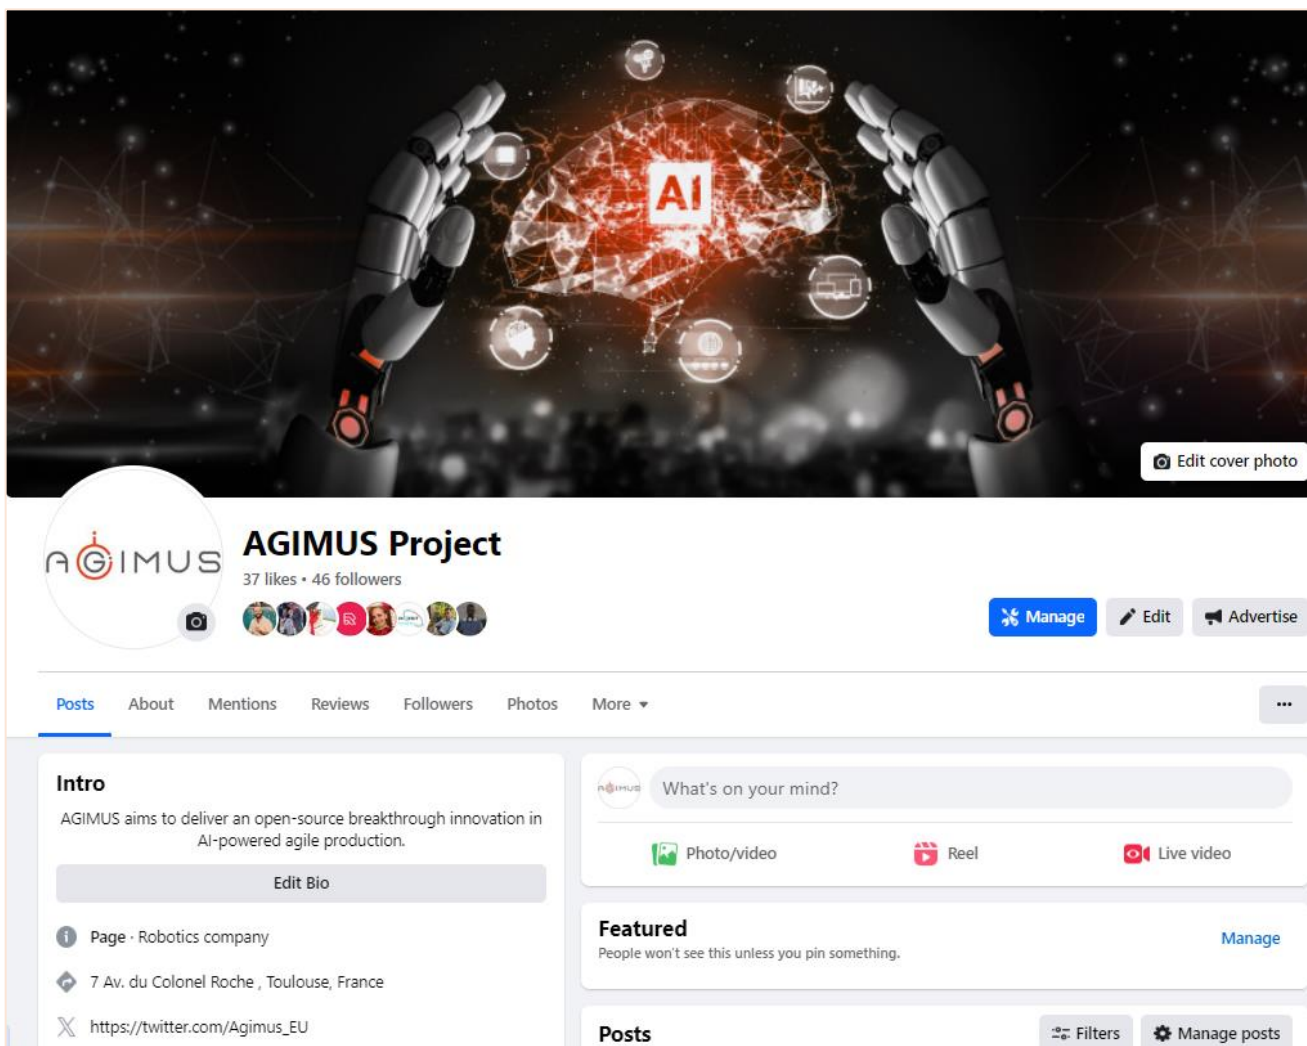 AI
Edit cover photo
AGIMUS
AGIMUS Project
37 likes • 46 followers
Manage
Edit
Advertise
Posts
About
Mentions
Reviews
Followers
Photos
More
Intro
AGIMUS aims to deliver an open-source breakthrough innovation in
AI-powered agile production.
Edit Bio
Page · Robotics company
7 Av. du Colonel Roche , Toulouse, France
https://twitter.com/Agimus_EU
AGIMUS
What's on your mind?
Photo/video
Reel
Live video
Featured
People won't see this unless you pin something.
Manage
Posts
Filters
Manage posts